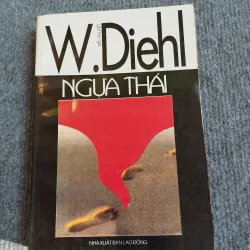 W.Diehl
NGỰA THÁI
NHÀ XUẤT BẢN LAO ĐỘNG